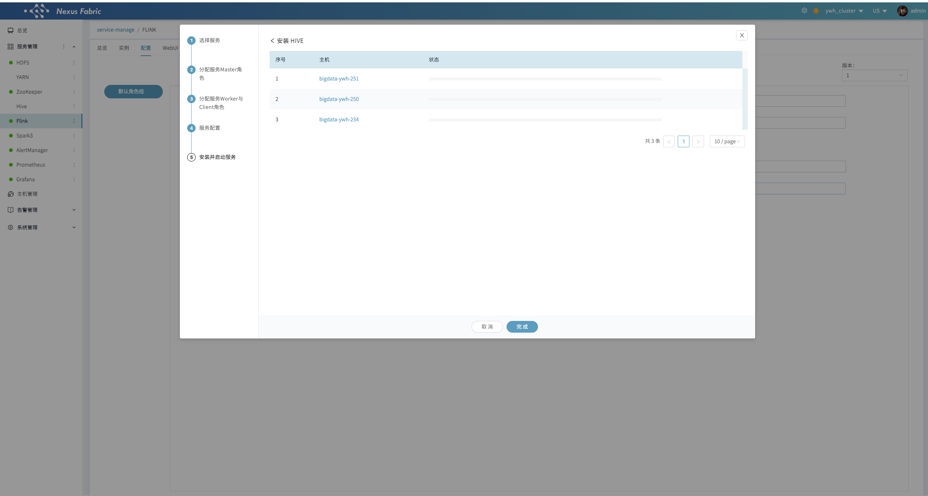 Nexus Fabric
ywh_cluster
US
admin
总览
服务管理
HDFS
YARN
ZooKeeper
Hive
Flink
Spark3
AlertManager
Prometheus
Grafana
主机管理
告警管理
系统管理
service-manage / FLINK
总览 实例 配置 WebUI
默认角色组
版本:
1
1 选择服务
2 分配服务Master角
色
3 分配服务Worker与
Client角色
4 服务配置
5 安装并启动服务
安装 HIVE
序号 主机 状态
1 bigdata-ywh-251
2 bigdata-ywh-250
3 bigdata-ywh-234
共 3 条 < 1 > 10 / page
取 消 完 成